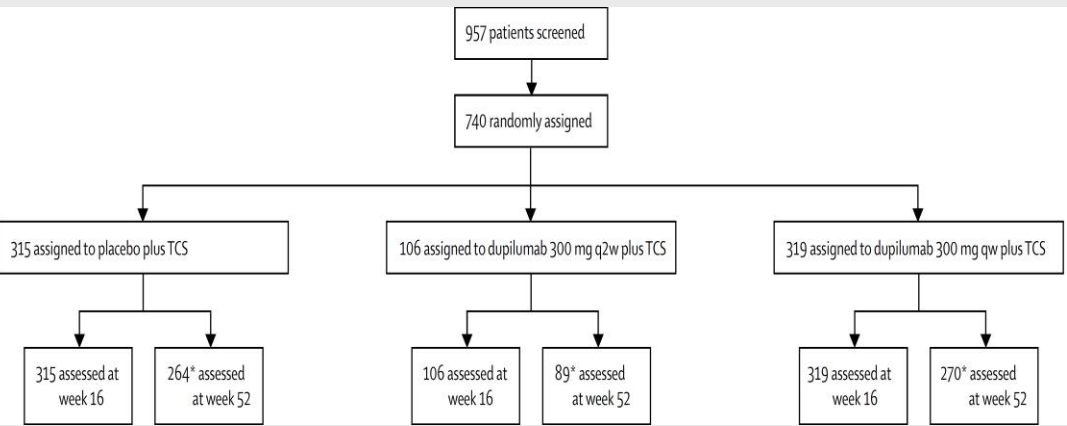 957 patients screened
740 randomly assigned
315 assigned to placebo plus TCS
106 assigned to dupilumab 300 mg q2w plus TCS
319 assigned to dupilumab 300 mg qw plus TCS
315 assessed at
week 16
264* assessed
at week 52
106 assessed at
week 16
89* assessed
at week 52
319 assessed at
week 16
270* assessed
at week 52